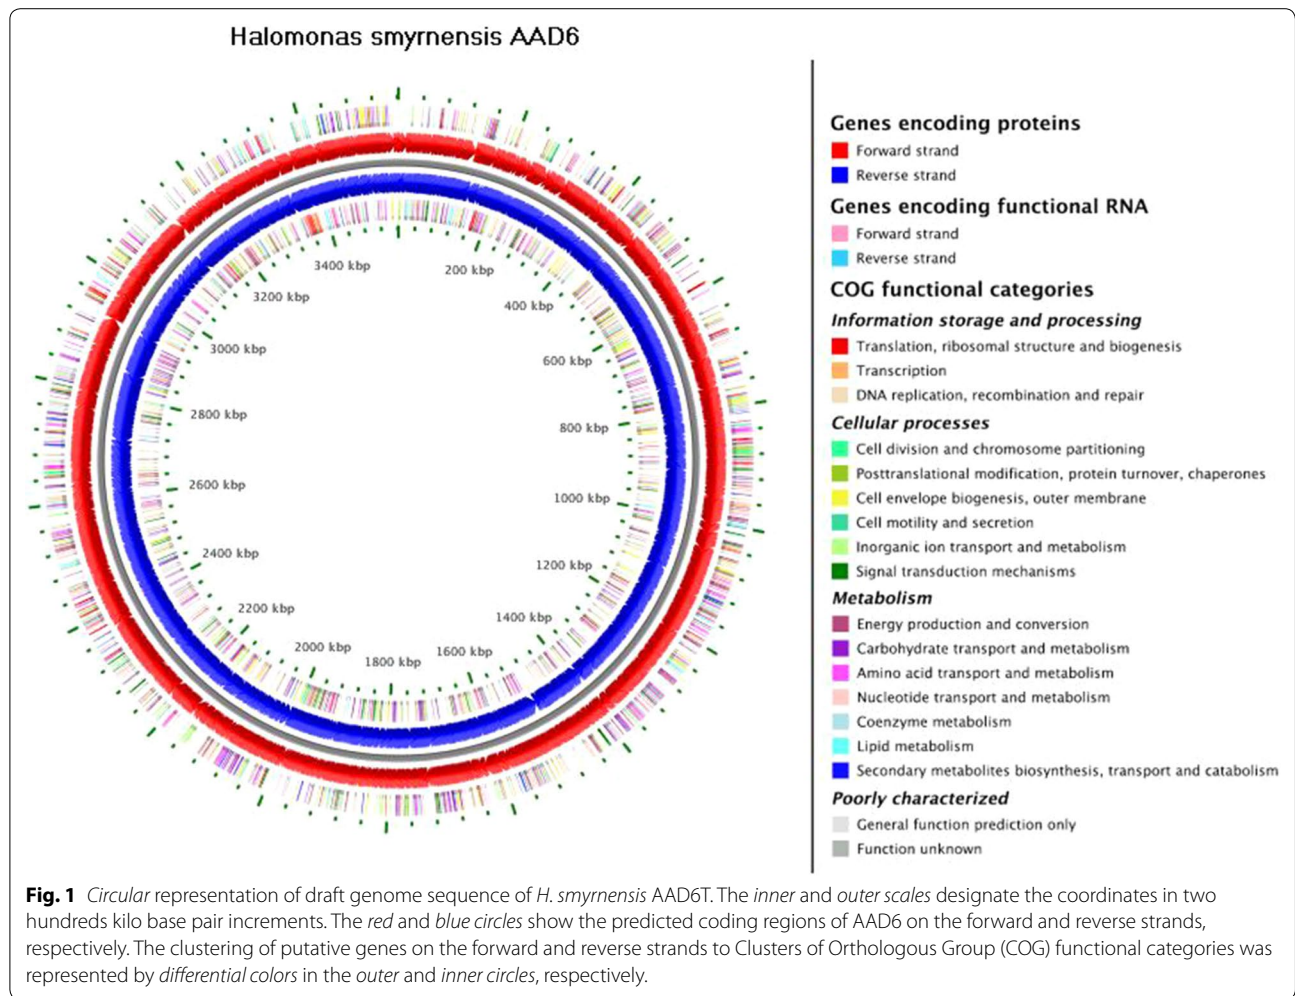 Halomonas smyrnensis AAD6
3400 kbp
200 kbp
3200 kbp
400 kbp
3000 kbp
600 kbp
2800 kbp
800 kbp
2600 kbp
1000 kbp
2400 kbp
1200 kbp
2200 kbp
1400 kbp
2000 kbp
1800 kbp
1600 kbp
Genes encoding proteins
Forward strand
Reverse strand
Genes encoding functional RNA
Forward strand
Reverse strand
COG functional categories
Information storage and processing
Translation, ribosomal structure and biogenesis
Transcription
DNA replication, recombination and repair
Cellular processes
Cell division and chromosome partitioning
Posttranslational modification, protein turnover, chaperones
Cell envelope biogenesis, outer membrane
Cell motility and secretion
Inorganic ion transport and metabolism
Signal transduction mechanisms
Metabolism
Energy production and conversion
Carbohydrate transport and metabolism
Amino acid transport and metabolism
Nucleotide transport and metabolism
Coenzyme metabolism
Lipid metabolism
Secondary metabolites biosynthesis, transport and catabolism
Poorly characterized
General function prediction only
Function unknown
Fig. 1 Circular representation of draft genome sequence of H. smyrnensis AAD6T. The inner and outer scales designate the coordinates in two
hundreds kilo base pair increments. The red and blue circles show the predicted coding regions of AAD6 on the forward and reverse strands,
respectively. The clustering of putative genes on the forward and reverse strands to Clusters of Orthologous Group (COG) functional categories was
represented by differential colors in the outer and inner circles, respectively.